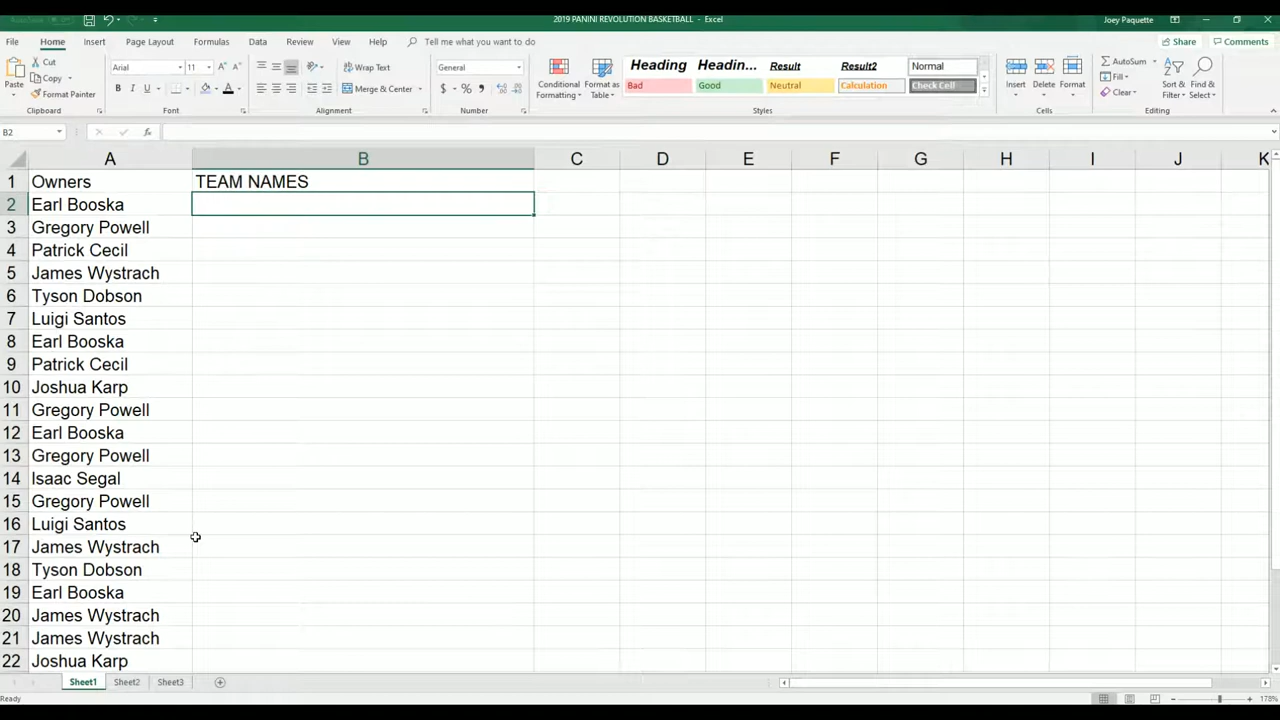 2019 PANINI REVOLUTION BASKETBALL - Excel
Joey Paquette
File Home Insert Page Layout Formulas Data Review View Help Tell me what you want to do
Share Comments
Paste
Cut
Copy
Format Painter
Clipboard
Arial 11
B I U
Font
Wrap Text
Merge & Center
Alignment
General
$ % ,
Number
Conditional Formatting
Format as Table
Heading Headin... Result Result2 Normal
Bad Good Neutral Calculation Check Cell
Styles
Insert Delete Format
Cells
AutoSum
Fill
Clear
Sort & Filter
Find & Select
Editing
B2
fx
A B C D E F G H I J K
1 Owners TEAM NAMES
2 Earl Booska
3 Gregory Powell
4 Patrick Cecil
5 James Wystrach
6 Tyson Dobson
7 Luigi Santos
8 Earl Booska
9 Patrick Cecil
10 Joshua Karp
11 Gregory Powell
12 Earl Booska
13 Gregory Powell
14 Isaac Segal
15 Gregory Powell
16 Luigi Santos
17 James Wystrach
18 Tyson Dobson
19 Earl Booska
20 James Wystrach
21 James Wystrach
22 Joshua Karp
Sheet1 Sheet2 Sheet3
Ready
178%